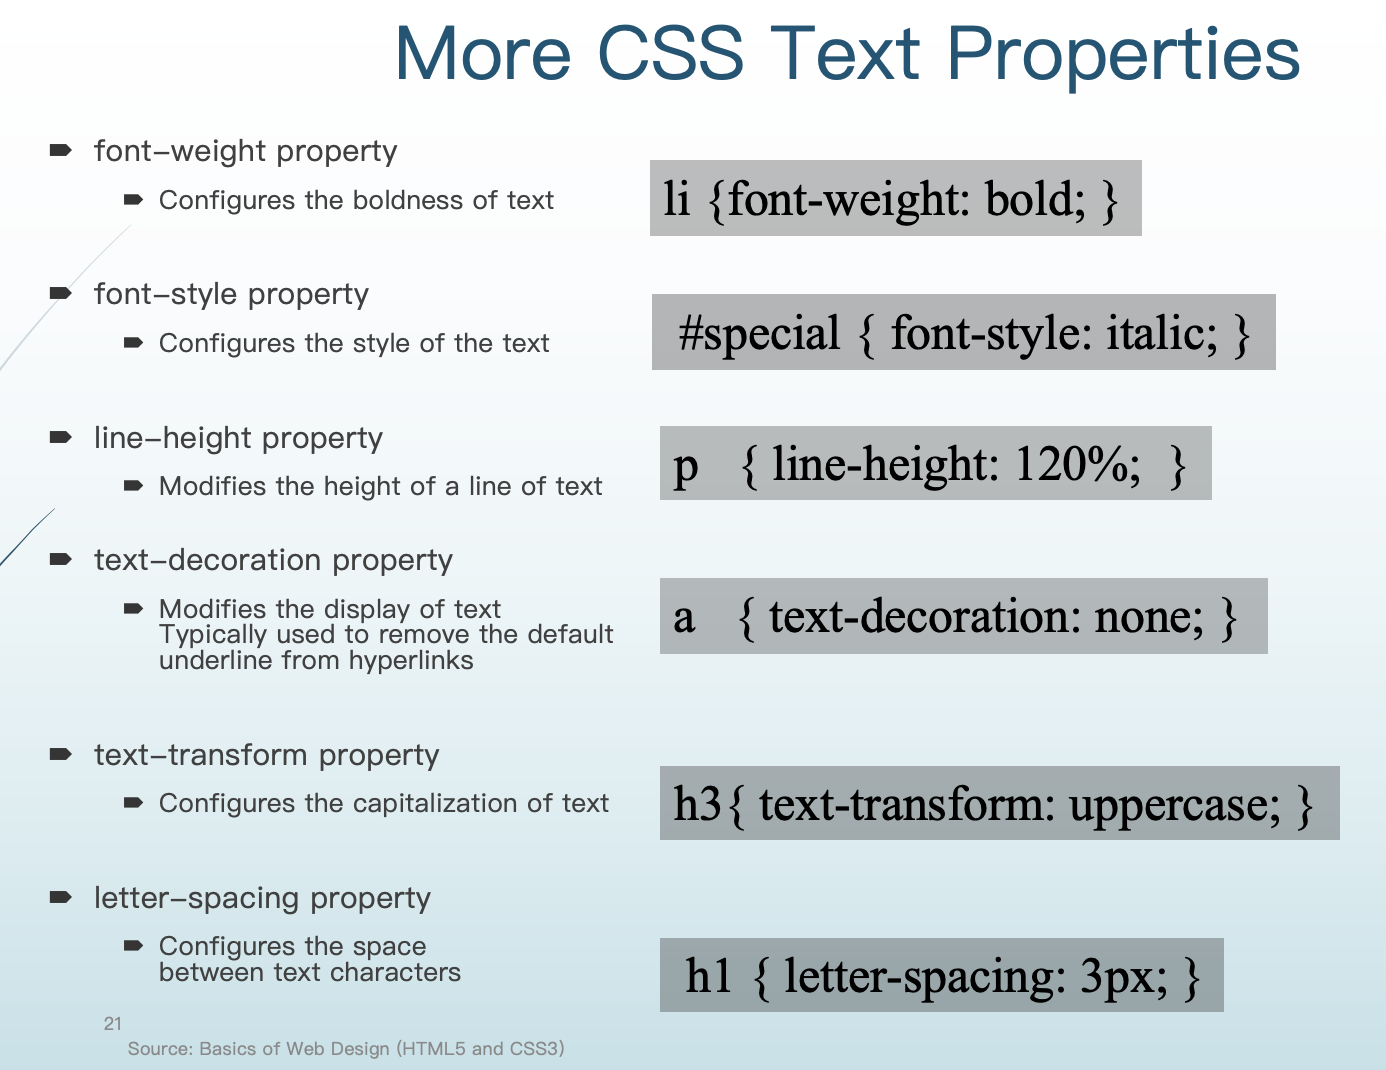 More CSS Text Properties
font-weight property
Configures the boldness of text
li {font-weight: bold; }
font-style property
Configures the style of the text
#special { font-style: italic; }
line-height property
Modifies the height of a line of text
p { line-height: 120%; }
text-decoration property
Modifies the display of text
Typically used to remove the default
underline from hyperlinks
a { text-decoration: none; }
text-transform property
Configures the capitalization of text
h3{ text-transform: uppercase; }
letter-spacing property
Configures the space
between text characters
h1 { letter-spacing: 3px; }
21
Source: Basics of Web Design (HTML5 and CSS3)